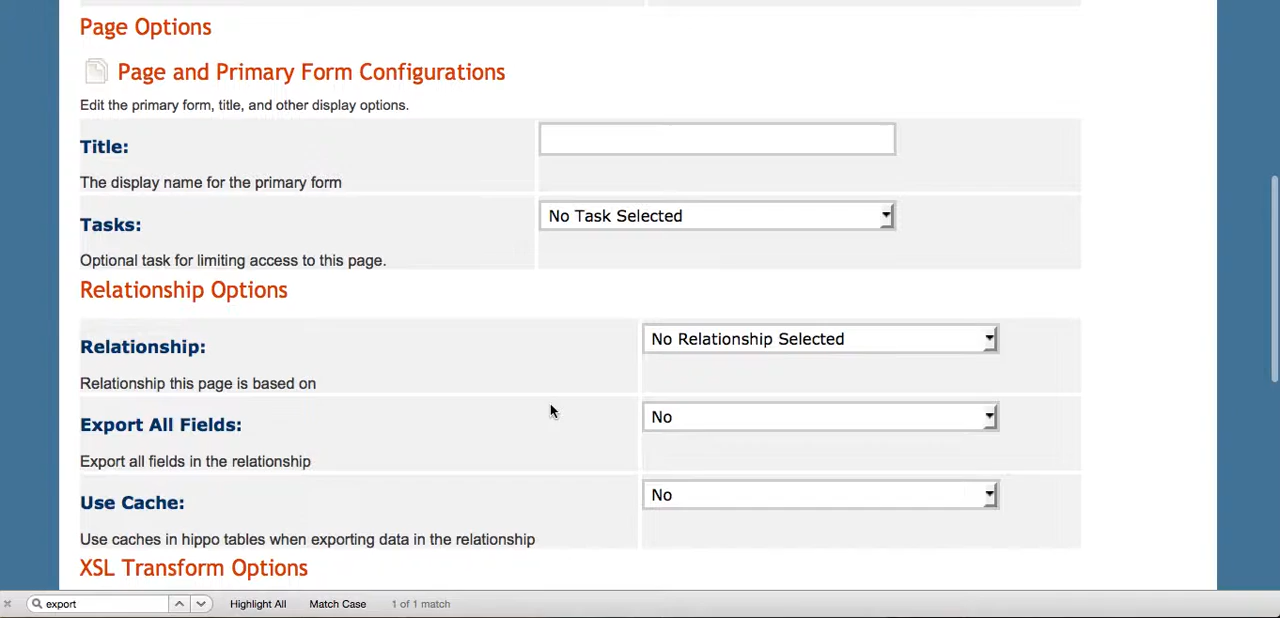 Page Options
Page and Primary Form Configurations
Edit the primary form, title, and other display options.
Title:
The display name for the primary form
Tasks:
No Task Selected
Optional task for limiting access to this page.
Relationship Options
Relationship:
No Relationship Selected
Relationship this page is based on
Export All Fields:
No
Export all fields in the relationship
Use Cache:
No
Use caches in hippo tables when exporting data in the relationship
XSL Transform Options
export
Highlight All
Match Case
1 of 1 match